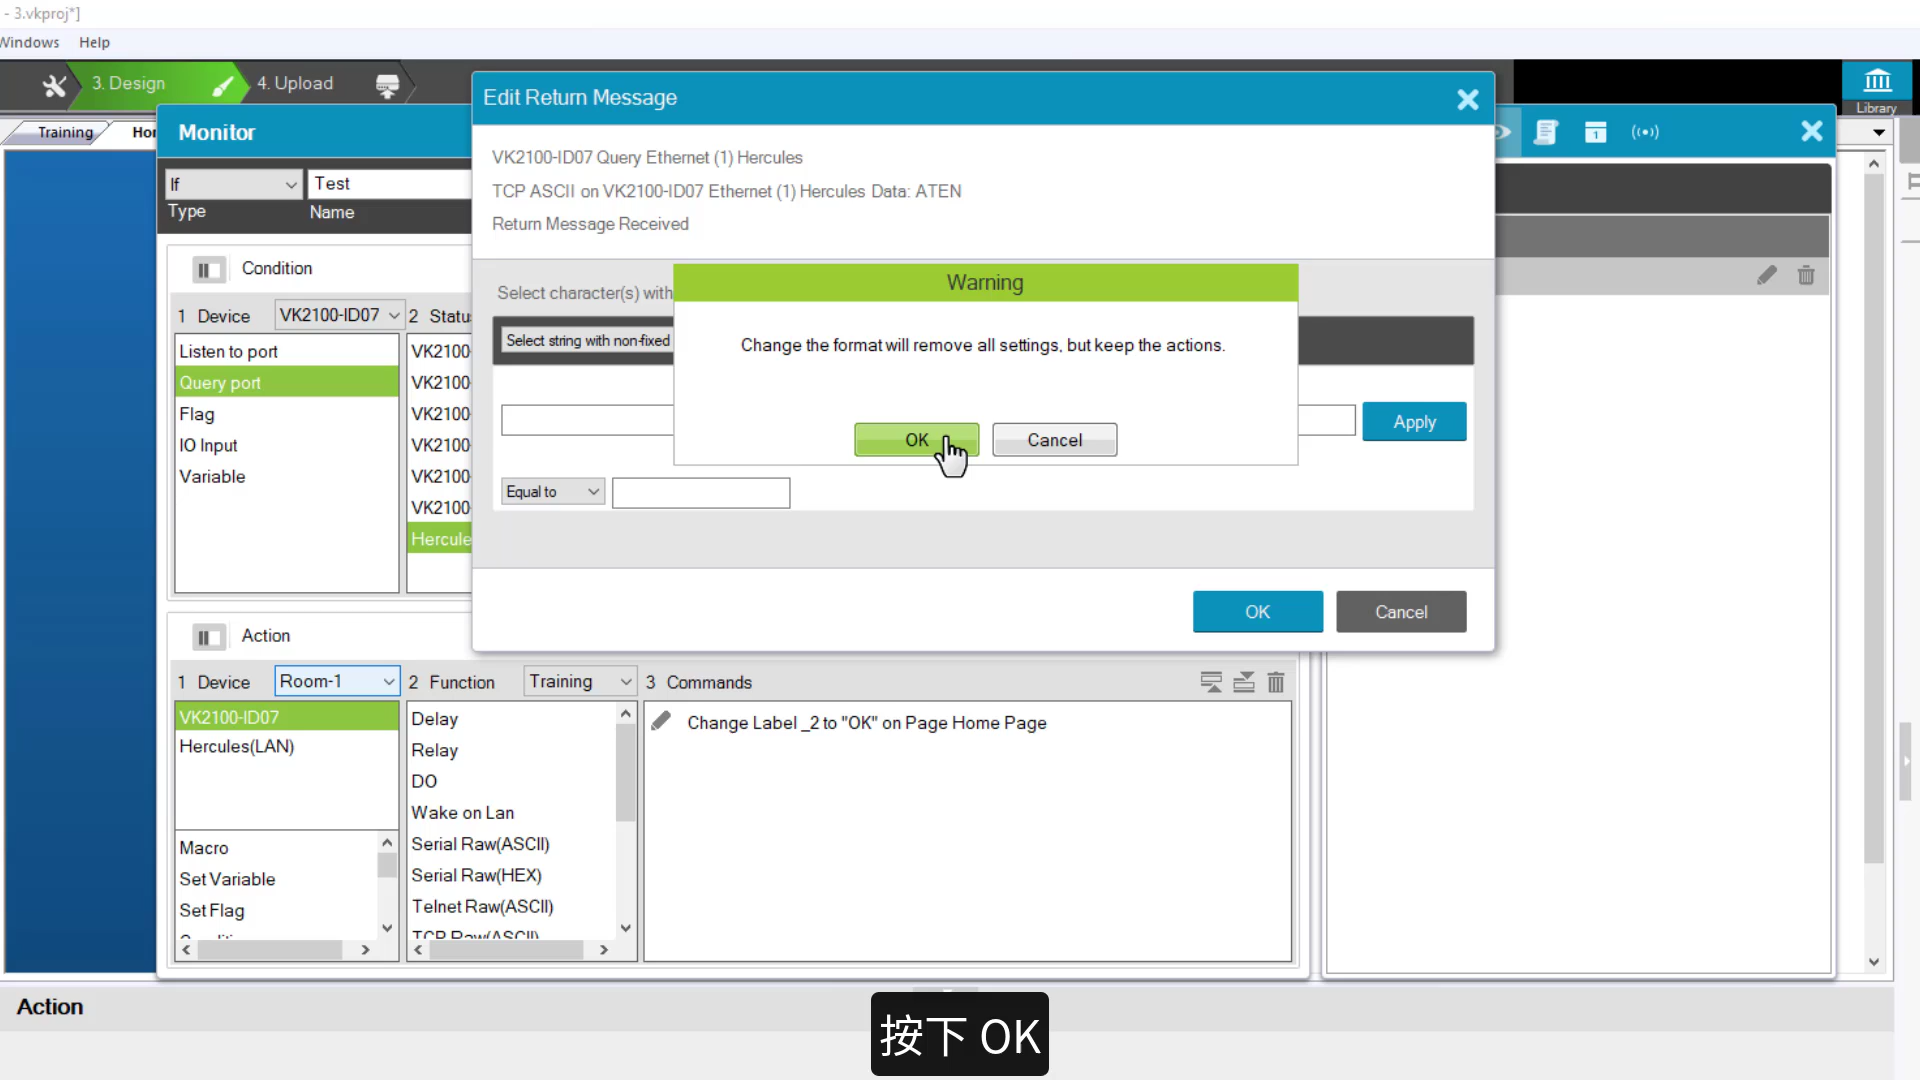 - 3.vkproj*]
Windows Help
3. Design
4. Upload
Library
Training
Hor
Monitor
If
Test
Type
Name
Condition
1 Device
VK2100-ID07
2 Statu
Listen to port
Query port
Flag
IO Input
Variable
VK2100
VK2100
VK2100
VK2100
VK2100
VK2100
Hercule
Edit Return Message
VK2100-ID07 Query Ethernet (1) Hercules
TCP ASCII on VK2100-ID07 Ethernet (1) Hercules Data: ATEN
Return Message Received
Select character(s) with
Select string with non-fixed
Apply
Equal to
OK
Cancel
Warning
Change the format will remove all settings, but keep the actions.
OK
Cancel
Action
1 Device
Room-1
2 Function
Training
3 Commands
VK2100-ID07
Hercules(LAN)
Macro
Set Variable
Set Flag
Delay
Relay
DO
Wake on Lan
Serial Raw(ASCII)
Serial Raw(HEX)
Telnet Raw(ASCII)
TCP Raw(ASCII)
Change Label _2 to "OK" on Page Home Page
Action
按下 OK